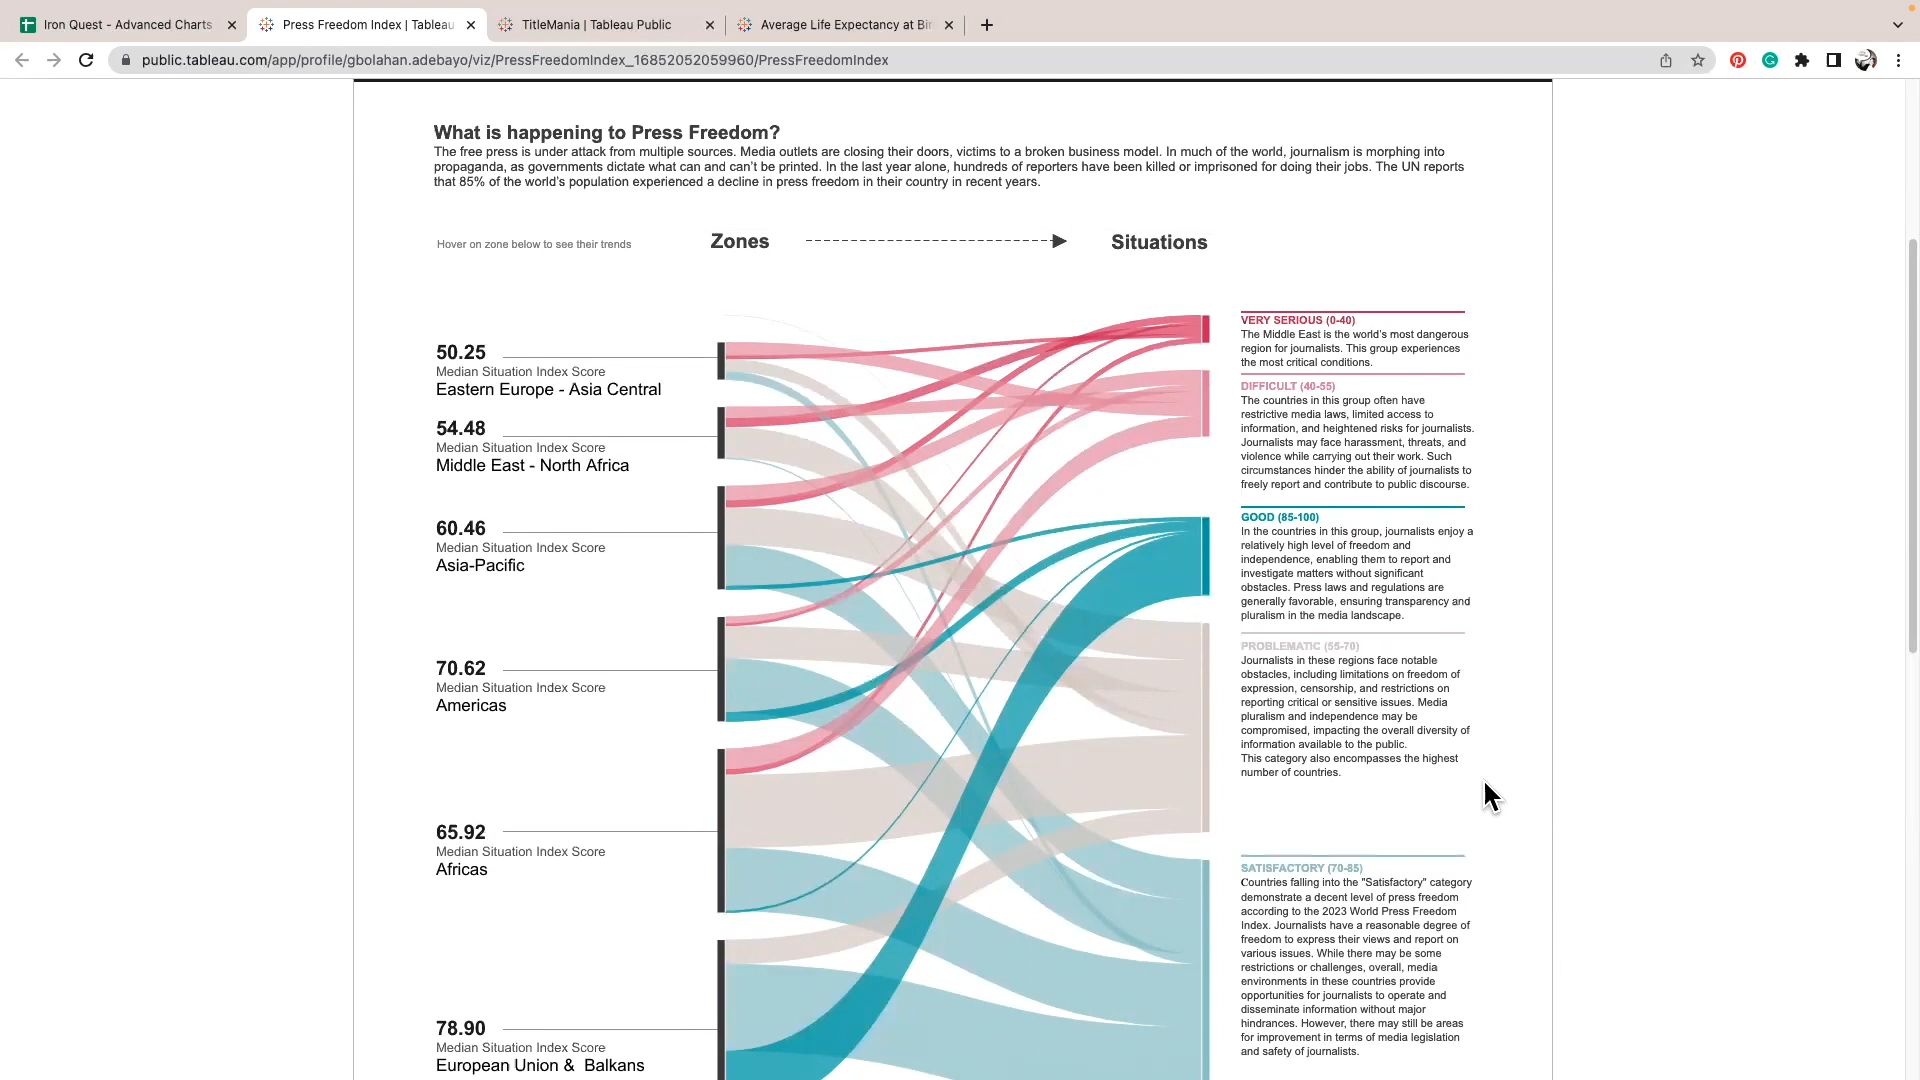 Iron Quest - Advanced Charts
Press Freedom Index | Tableau
TitleMania | Tableau Public
Average Life Expectancy at Bir
public.tableau.com/app/profile/gbolahan.adebayo/viz/PressFreedomIndex_16852052059960/PressFreedomIndex
What is happening to Press Freedom?
The free press is under attack from multiple sources. Media outlets are closing their doors, victims to a broken business model. In much of the world, journalism is morphing into
propaganda, as governments dictate what can and can't be printed. In the last year alone, hundreds of reporters have been killed or imprisoned for doing their jobs. The UN reports
that 85% of the world's population experienced a decline in press freedom in their country in recent years.
Hover on zone below to see their trends
Zones
Situations
50.25
Median Situation Index Score
Eastern Europe - Asia Central
54.48
Median Situation Index Score
Middle East - North Africa
60.46
Median Situation Index Score
Asia-Pacific
70.62
Median Situation Index Score
Americas
65.92
Median Situation Index Score
Africas
78.90
Median Situation Index Score
European Union &  Balkans
VERY SERIOUS (0-40)
The Middle East is the world's most dangerous
region for journalists. This group experiences
the most critical conditions.
DIFFICULT (40-55)
The countries in this group often have
restrictive media laws, limited access to
information, and heightened risks for journalists.
Journalists may face harassment, threats, and
violence while carrying out their work. Such
circumstances hinder the ability of journalists to
freely report and contribute to public discourse.
GOOD (85-100)
In the countries in this group, journalists enjoy a
relatively high level of freedom and
independence, enabling them to report and
investigate matters without significant
obstacles. Press laws and regulations are
generally favorable, ensuring transparency and
pluralism in the media landscape.
PROBLEMATIC (55-70)
Journalists in these regions face notable
obstacles, including limitations on freedom of
expression, censorship, and restrictions on
reporting critical or sensitive issues. Media
pluralism and independence may be
compromised, impacting the overall diversity of
information available to the public.
This category also encompasses the highest
number of countries.
SATISFACTORY (70-85)
Countries falling into the "Satisfactory" category
demonstrate a decent level of press freedom
according to the 2023 World Press Freedom
Index. Journalists have a reasonable degree of
freedom to express their views and report on
various issues. While there may be some
restrictions or challenges, overall, media
environments in these countries provide
opportunities for journalists to operate and
disseminate information without major
hindrances. However, there may still be areas
for improvement in terms of media legislation
and safety of journalists.